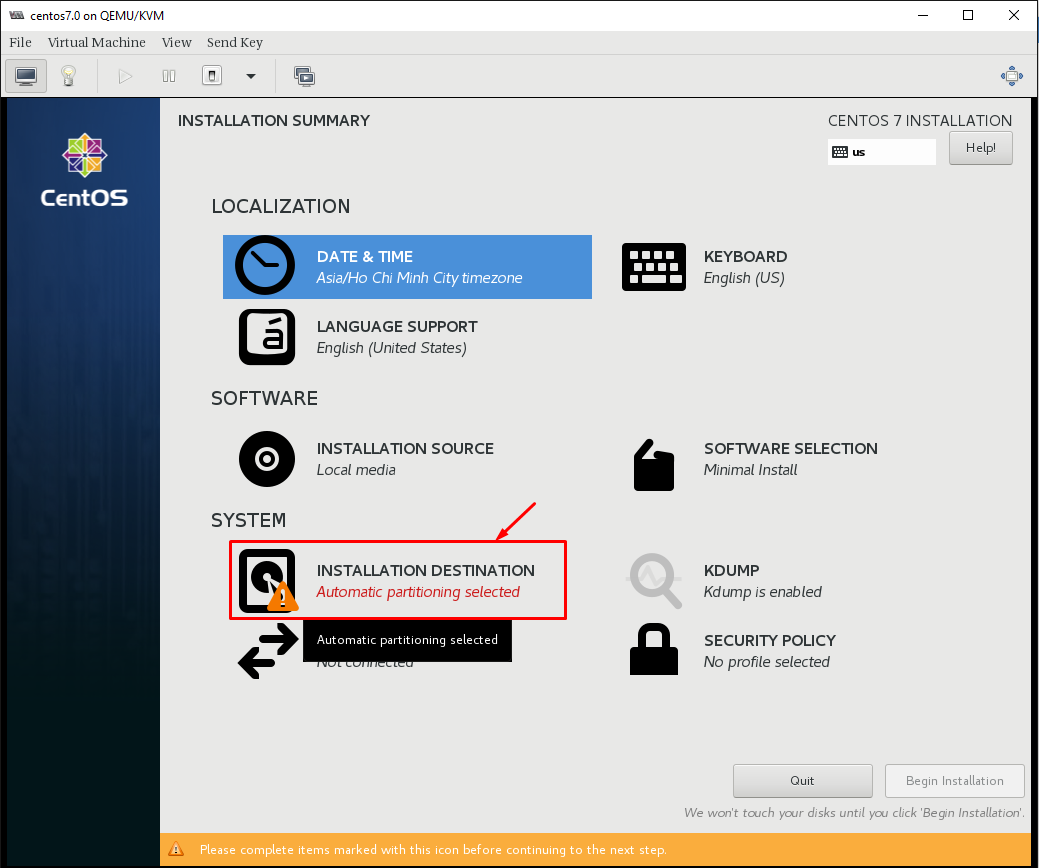 centos7.0 on QEMU/KVM
File Virtual Machine View Send Key
INSTALLATION SUMMARY
CENTOS 7 INSTALLATION
us
Help!
CentOS
LOCALIZATION
DATE & TIME
Asia/Ho Chi Minh City timezone
KEYBOARD
English (US)
LANGUAGE SUPPORT
English (United States)
SOFTWARE
INSTALLATION SOURCE
Local media
SOFTWARE SELECTION
Minimal Install
SYSTEM
INSTALLATION DESTINATION
Automatic partitioning selected
KDUMP
Kdump is enabled
Automatic partitioning selected
Not connected
SECURITY POLICY
No profile selected
Quit
Begin Installation
We won't touch your disks until you click 'Begin Installation'.
Please complete items marked with this icon before continuing to the next step.